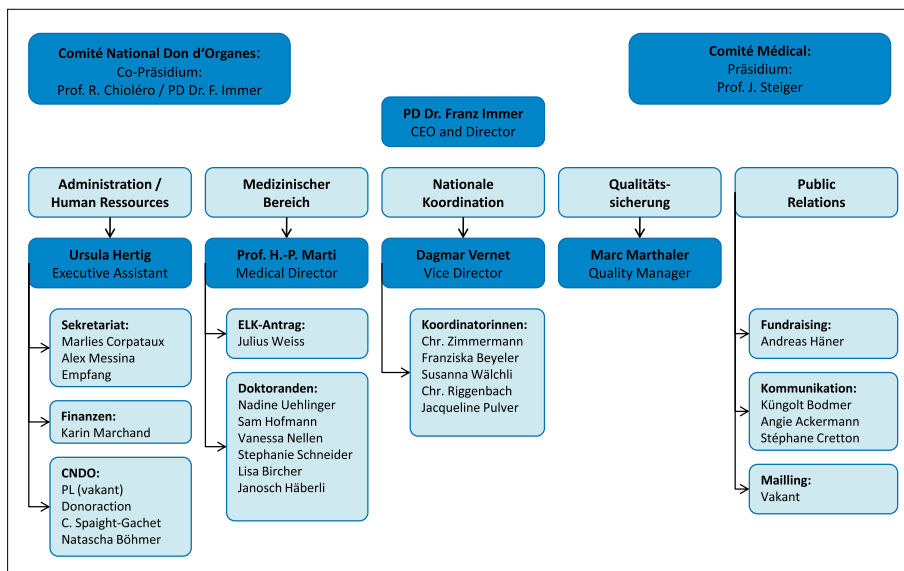 Comité National Don d‘Organes:
Co-Präsidium:
Prof. R. Chioléro / PD Dr. F. Immer
Comité Médical:
Präsidium:
Prof. J. Steiger
PD Dr. Franz Immer
CEO and Director
Administration /
Human Ressources
Medizinischer
Bereich
Nationale
Koordination
Qualitäts-
sicherung
Public
Relations
Ursula Hertig
Executive Assistant
Prof. H.-P. Marti
Medical Director
Dagmar Vernet
Vice Director
Marc Marthaler
Quality Manager
Sekretariat:
Marlies Corpataux
Alex Messina
Empfang
Finanzen:
Karin Marchand
CNDO:
PL (vakant)
Donoraction
C. Spaight-Gachet
Natascha Böhmer
ELK-Antrag:
Julius Weiss
Doktoranden:
Nadine Uehlinger
Sam Hofmann
Vanessa Nellen
Stephanie Schneider
Lisa Bircher
Janosch Häberli
Koordinatorinnen:
Chr. Zimmermann
Franziska Beyeler
Susanna Wälchli
Chr. Riggenbach
Jacqueline Pulver
Fundraising:
Andreas Häner
Kommunikation:
Küngolt Bodmer
Angie Ackermann
Stéphane Cretton
Mailling:
Vakant